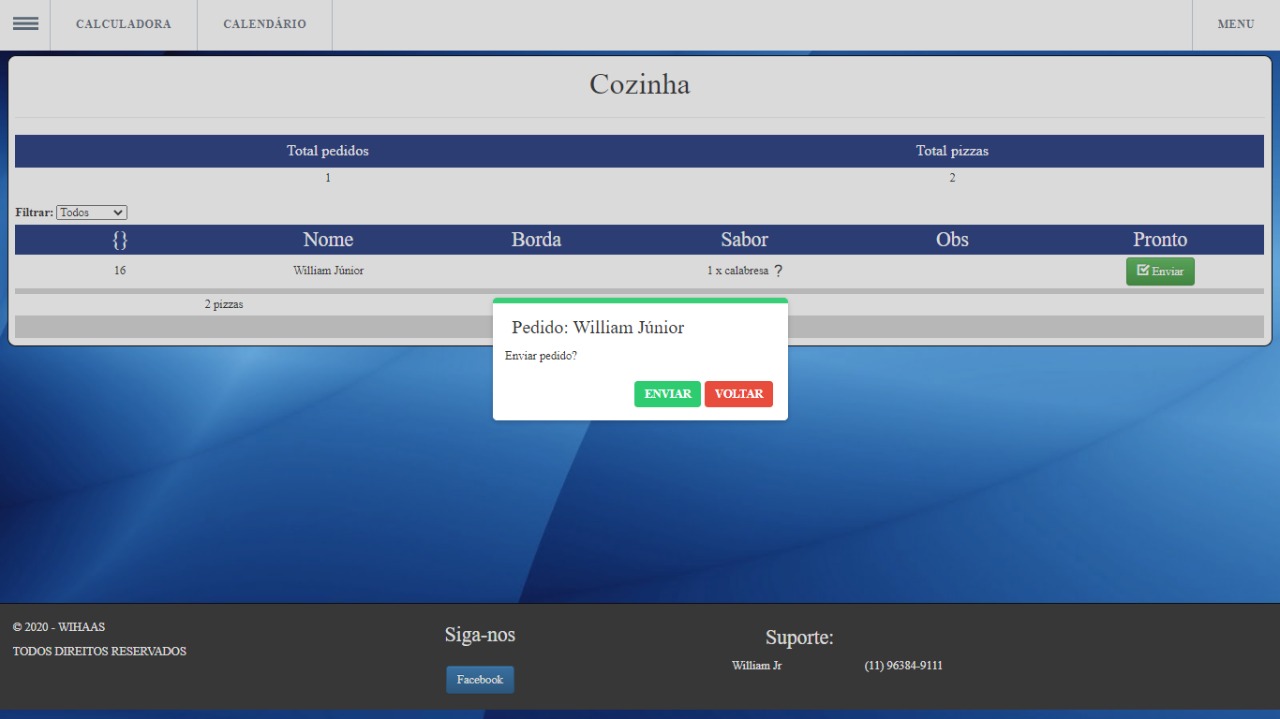 CALCULADORA CALENDÁRIO MENU
Cozinha
Total pedidos Total pizzas
1 2
Filtrar: Todos
{} Nome Borda Sabor Obs Pronto
16 William Júnior 1 x calabresa ? Enviar
2 pizzas
Pedido: William Júnior
Enviar pedido?
ENVIAR VOLTAR
© 2020 - WIHAAS
TODOS DIREITOS RESERVADOS
Siga-nos
Facebook
Suporte:
William Jr (11) 96384-9111